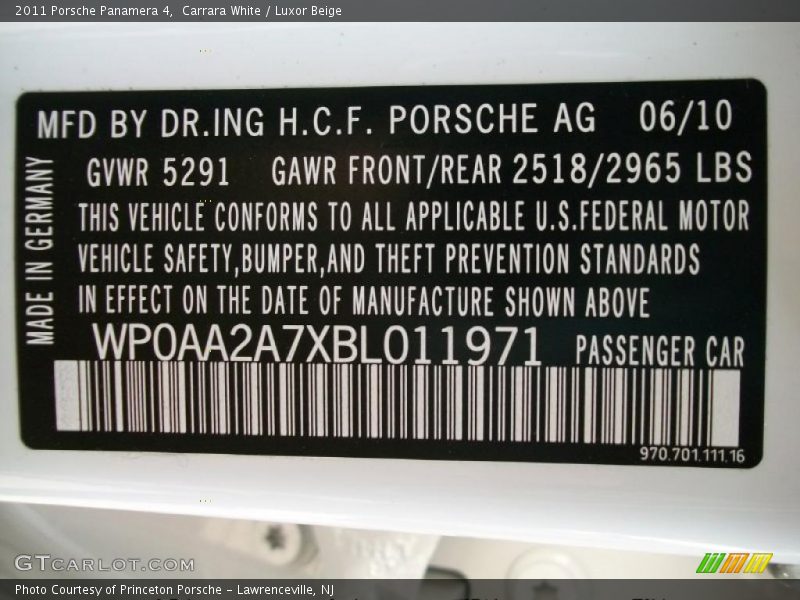 2011 Porsche Panamera 4,  Carrara White / Luxor Beige
MFD BY DR.ING H.C.F. PORSCHE AG 06/10
GVWR 5291 GAWR FRONT/REAR 2518/2965 LBS
THIS VEHICLE CONFORMS TO ALL APPLICABLE U.S.FEDERAL MOTOR
VEHICLE SAFETY,BUMPER,AND THEFT PREVENTION STANDARDS
IN EFFECT ON THE DATE OF MANUFACTURE SHOWN ABOVE
WP0AA2A7XBL011971 PASSENGER CAR
970.701.111.16
MADE IN GERMANY
GTCARLOT.COM
Photo Courtesy of Princeton Porsche - Lawrenceville, NJ